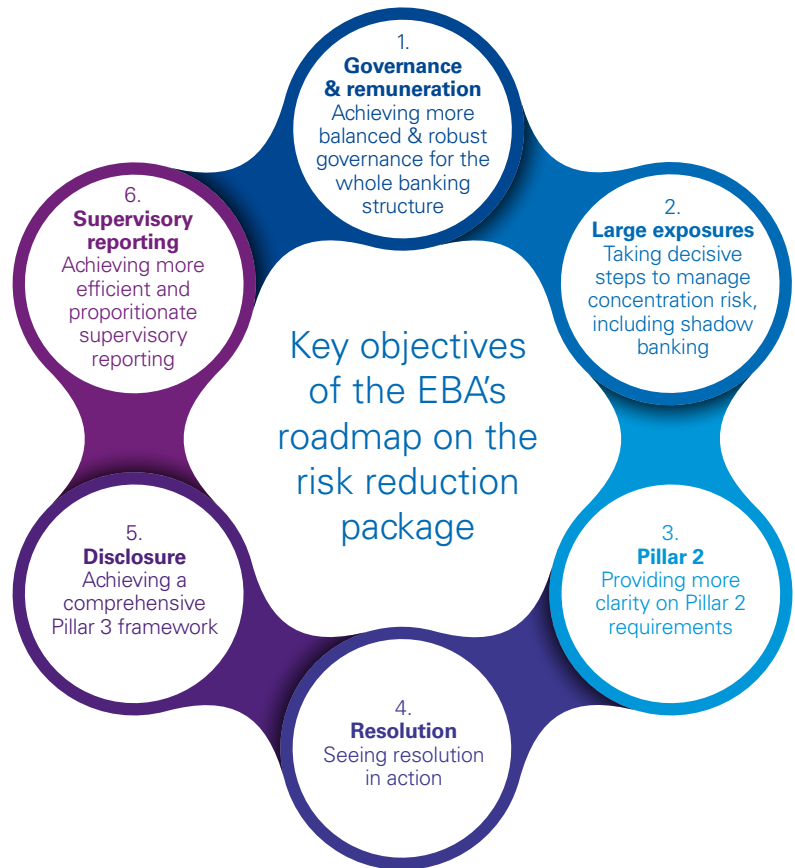 1.
Governance
& remuneration
Achieving more
balanced & robust
governance for the
whole banking
structure
2.
Large exposures
Taking decisive
steps to manage
concentration risk,
including shadow
banking
3.
Pillar 2
Providing more
clarity on Pillar 2
requirements
4.
Resolution
Seeing resolution
in action
5.
Disclosure
Achieving a
comprehensive
Pillar 3 framework
6.
Supervisory
reporting
Achieving more
efficient and
proporitionate
supervisory
reporting
Key objectives
of the EBA’s
roadmap on the
risk reduction
package